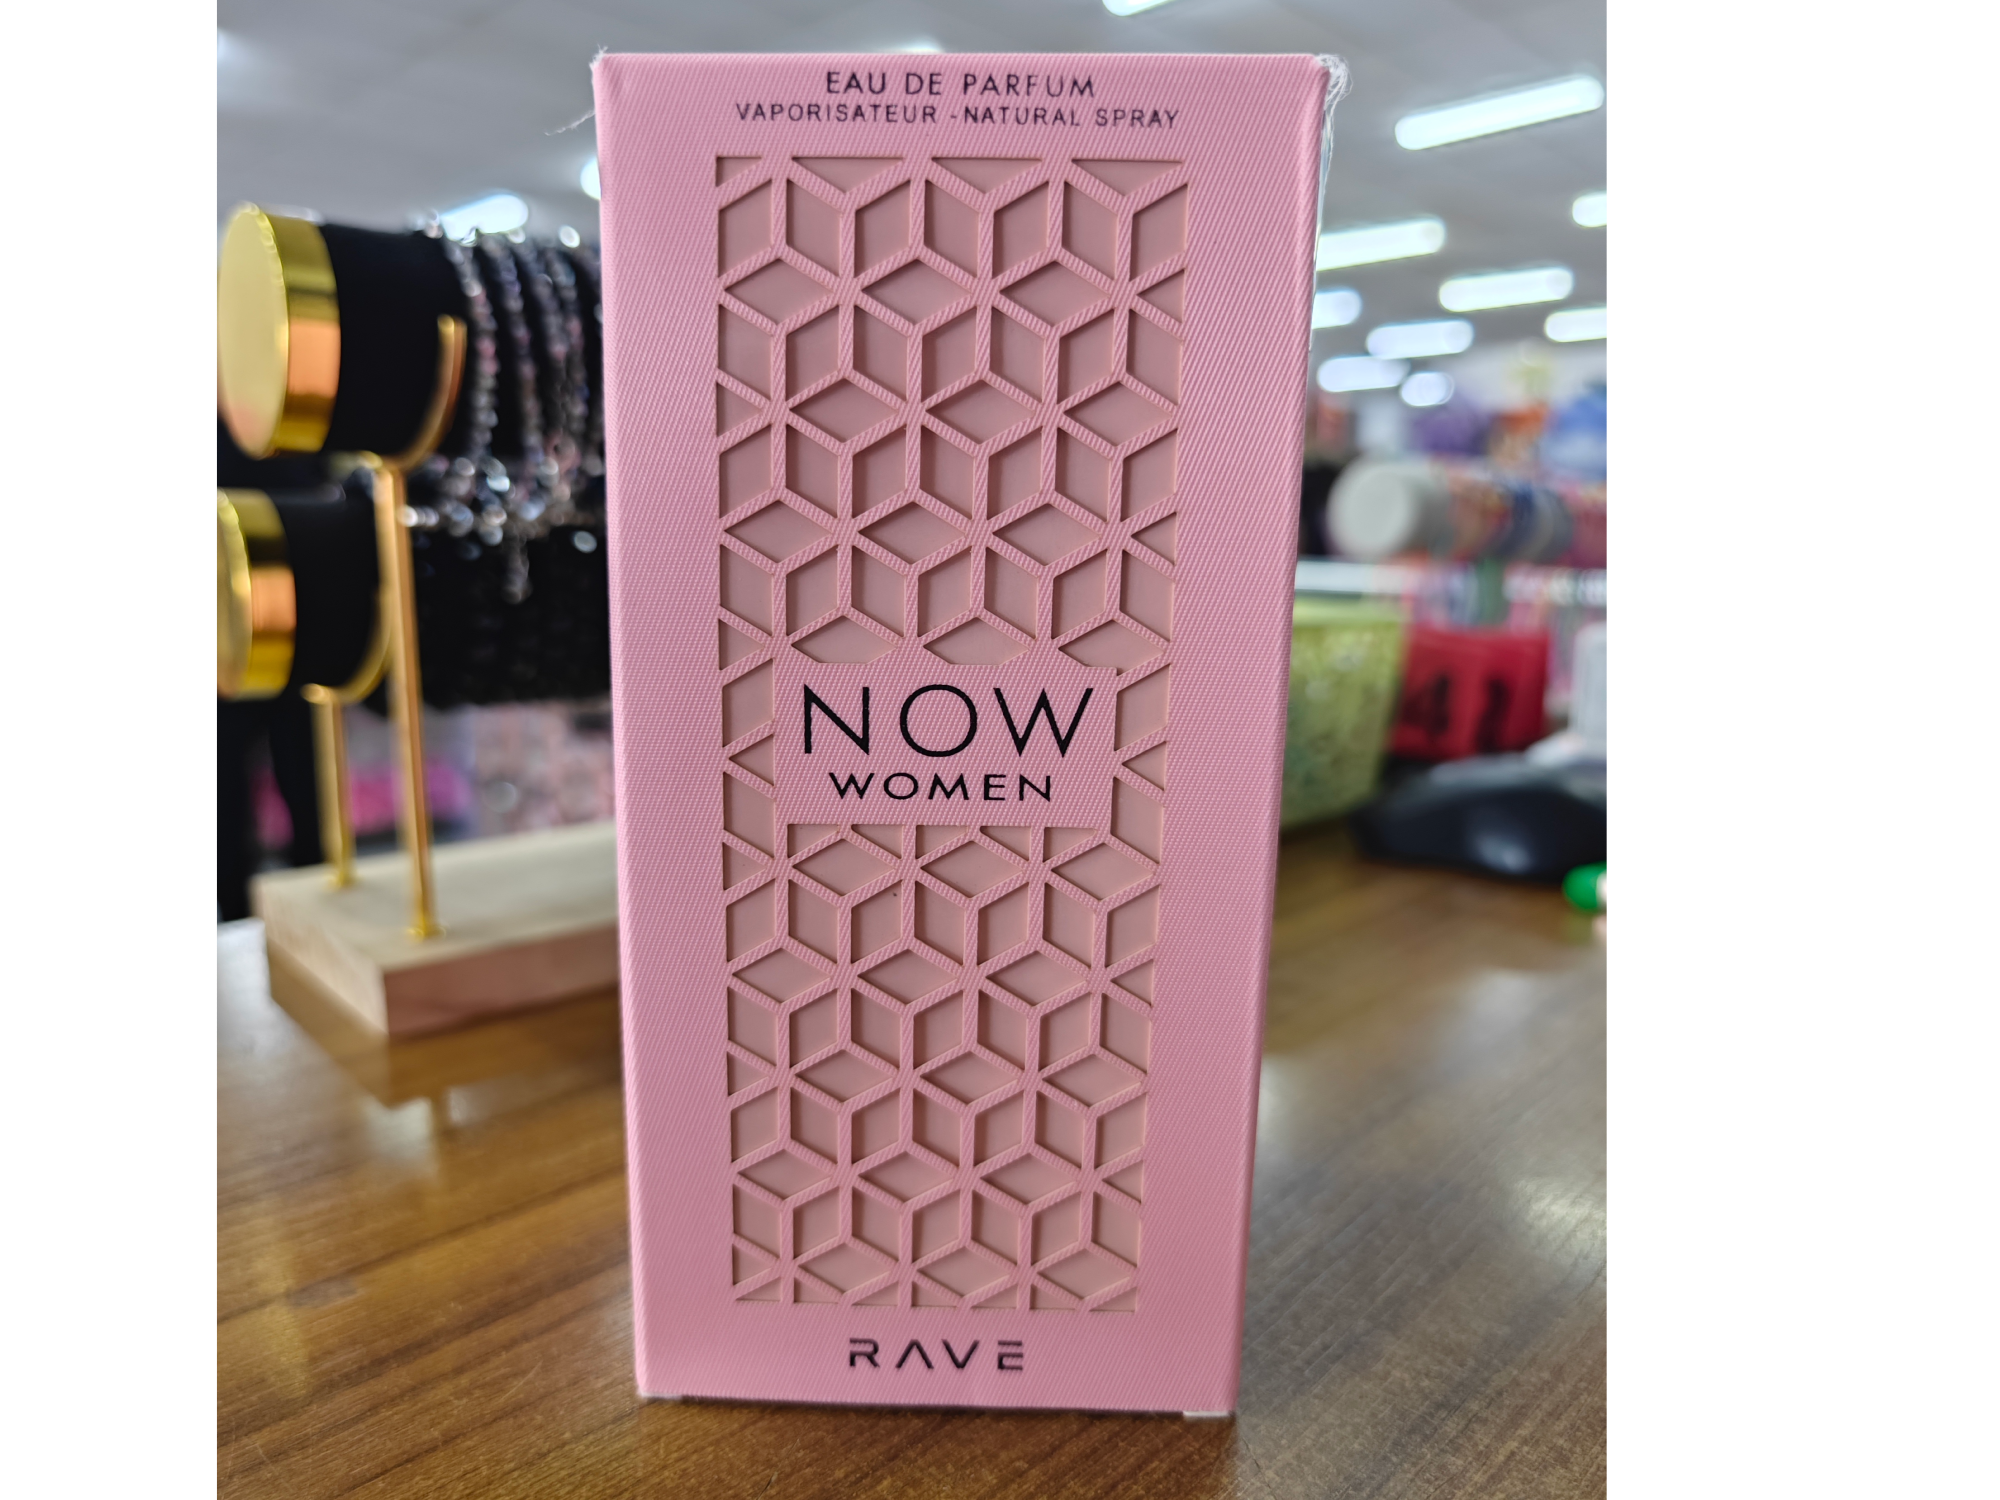 EAU DE PARFUM
VAPORISATEUR - NATURAL SPRAY
NOW
WOMEN
RAVE